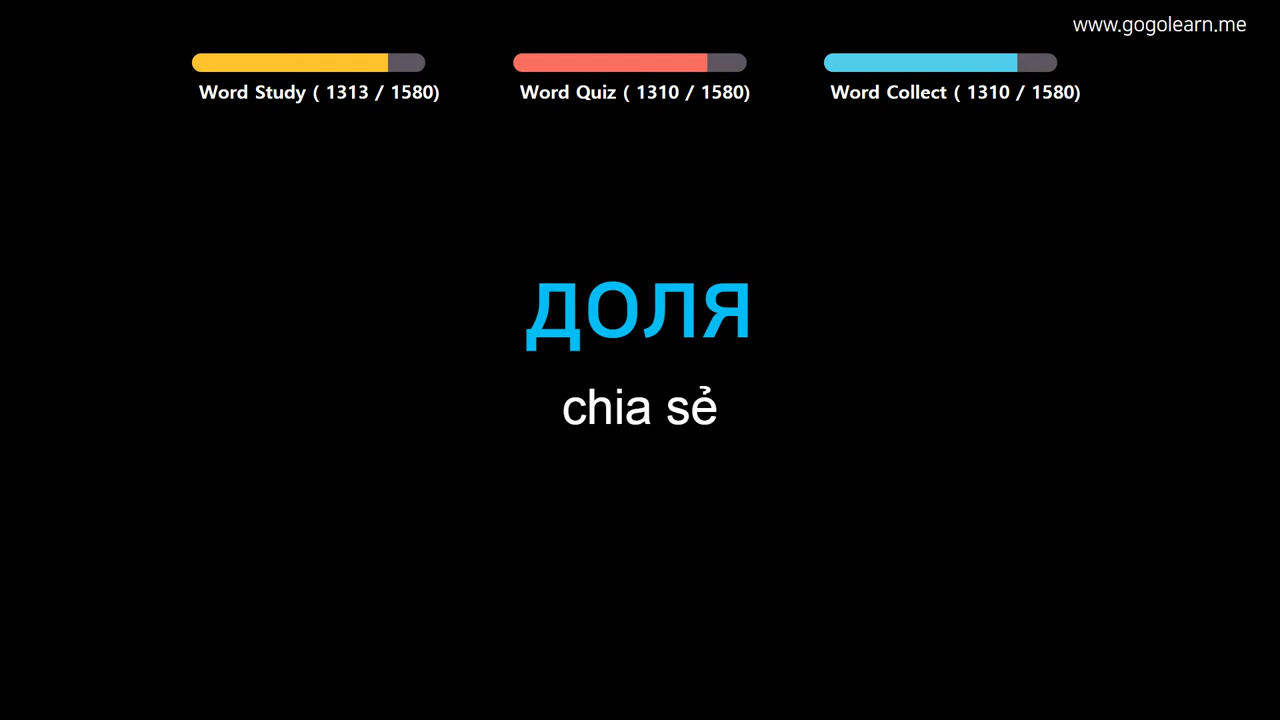 www.gogolearn.me
Word Study ( 1313 / 1580)
Word Quiz ( 1310 / 1580)
Word Collect ( 1310 / 1580)
доля
chia sẻ